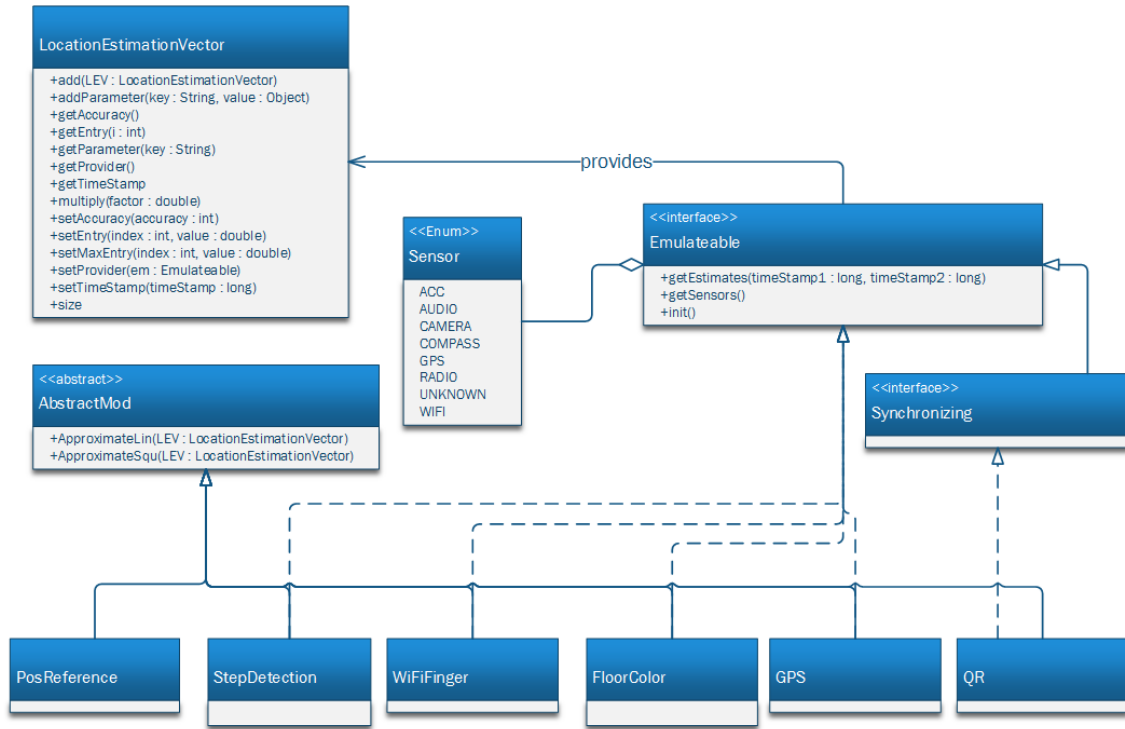 LocationEstimationVector
+add(LEV : LocationEstimationVector)
+addParameter(key : String, value : Object)
+getAccuracy()
+getEntry(i : int)
+getParameter(key : String)
+getProvider()
+getTimeStamp
+multiply(factor : double)
+setAccuracy(accuracy : int)
+setEntry(index : int, value : double)
+setMaxEntry(index : int, value : double)
+setProvider(em : Emulateable)
+setTimeStamp(timeStamp : long)
+size
provides
<<Enum>>
Sensor
ACC
AUDIO
CAMERA
COMPASS
GPS
RADIO
UNKNOWN
WIFI
<<interface>>
Emulateable
+getEstimates(timeStamp1 : long, timeStamp2 : long)
+getSensors()
+init()
<<abstract>>
AbstractMod
+ApproximateLin(LEV : LocationEstimationVector)
+ApproximateSqu(LEV : LocationEstimationVector)
<<interface>>
Synchronizing
PosReference
StepDetection
WiFiFinger
FloorColor
GPS
QR